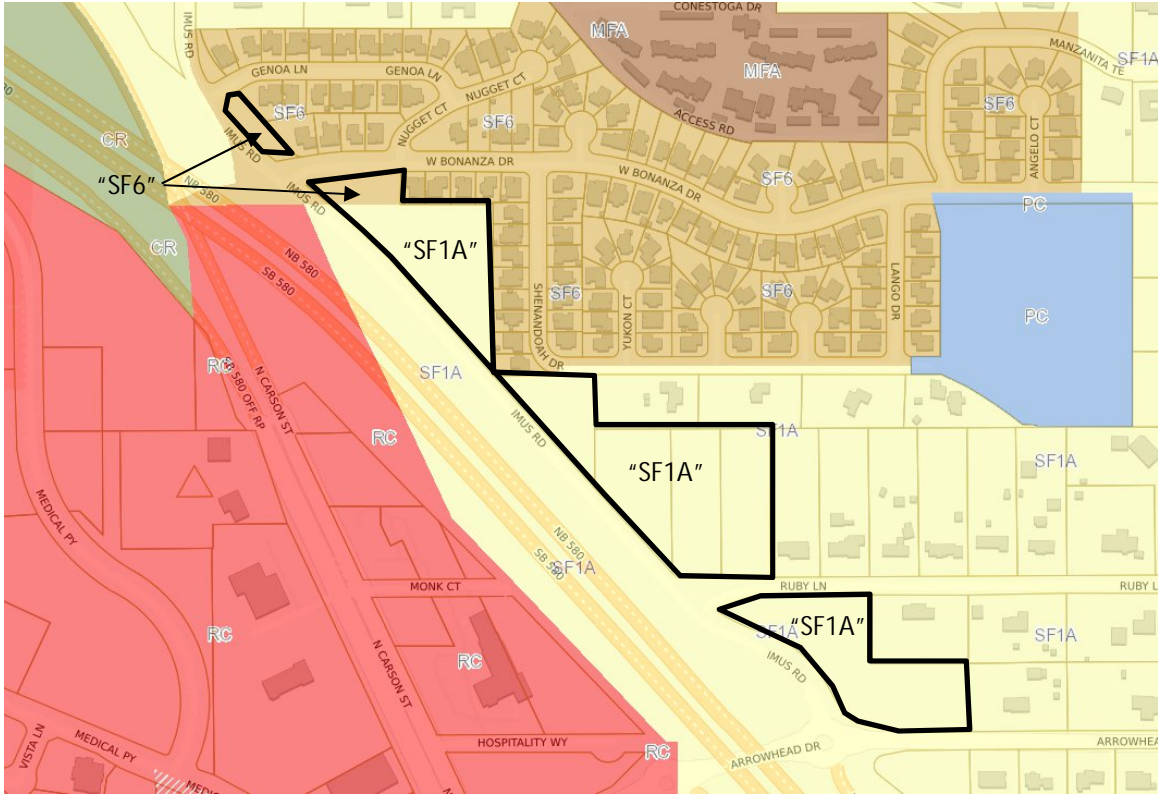 CONESTOGA DR
IMUS RD
MFA
MANZANITA TE
SF1A
GENOA LN
GENOA LN
MFA
NUGGET CT
SF6
SF6
SF6
NUGGET CT
ACCESS RD
ANGELO CT
CR
IMUS RD
W BONANZA DR
W BONANZA DR
SF6
"SF6"
NB 580
IMUS RD
PC
CR
"SF1A"
NB 580
SB 580
SHENANDOAH DR
YUKON CT
SF6
SF6
LANGO DR
PC
RC
SB 580 OFF RP
N CARSON ST
SF1A
IMUS RD
RC
SF1A
SF1A
"SF1A"
MEDICAL PY
NB 580
SB 580
SF1A
MONK CT
RUBY LN
RUBY L
RC
RC
SF1A
"SF1A"
SF1A
N CARSON ST
IMUS RD
VISTA LN
MEDICAL PY
HOSPITALITY WY
RC
ARROWHEAD DR
ARROWHEA
MEDIC
N